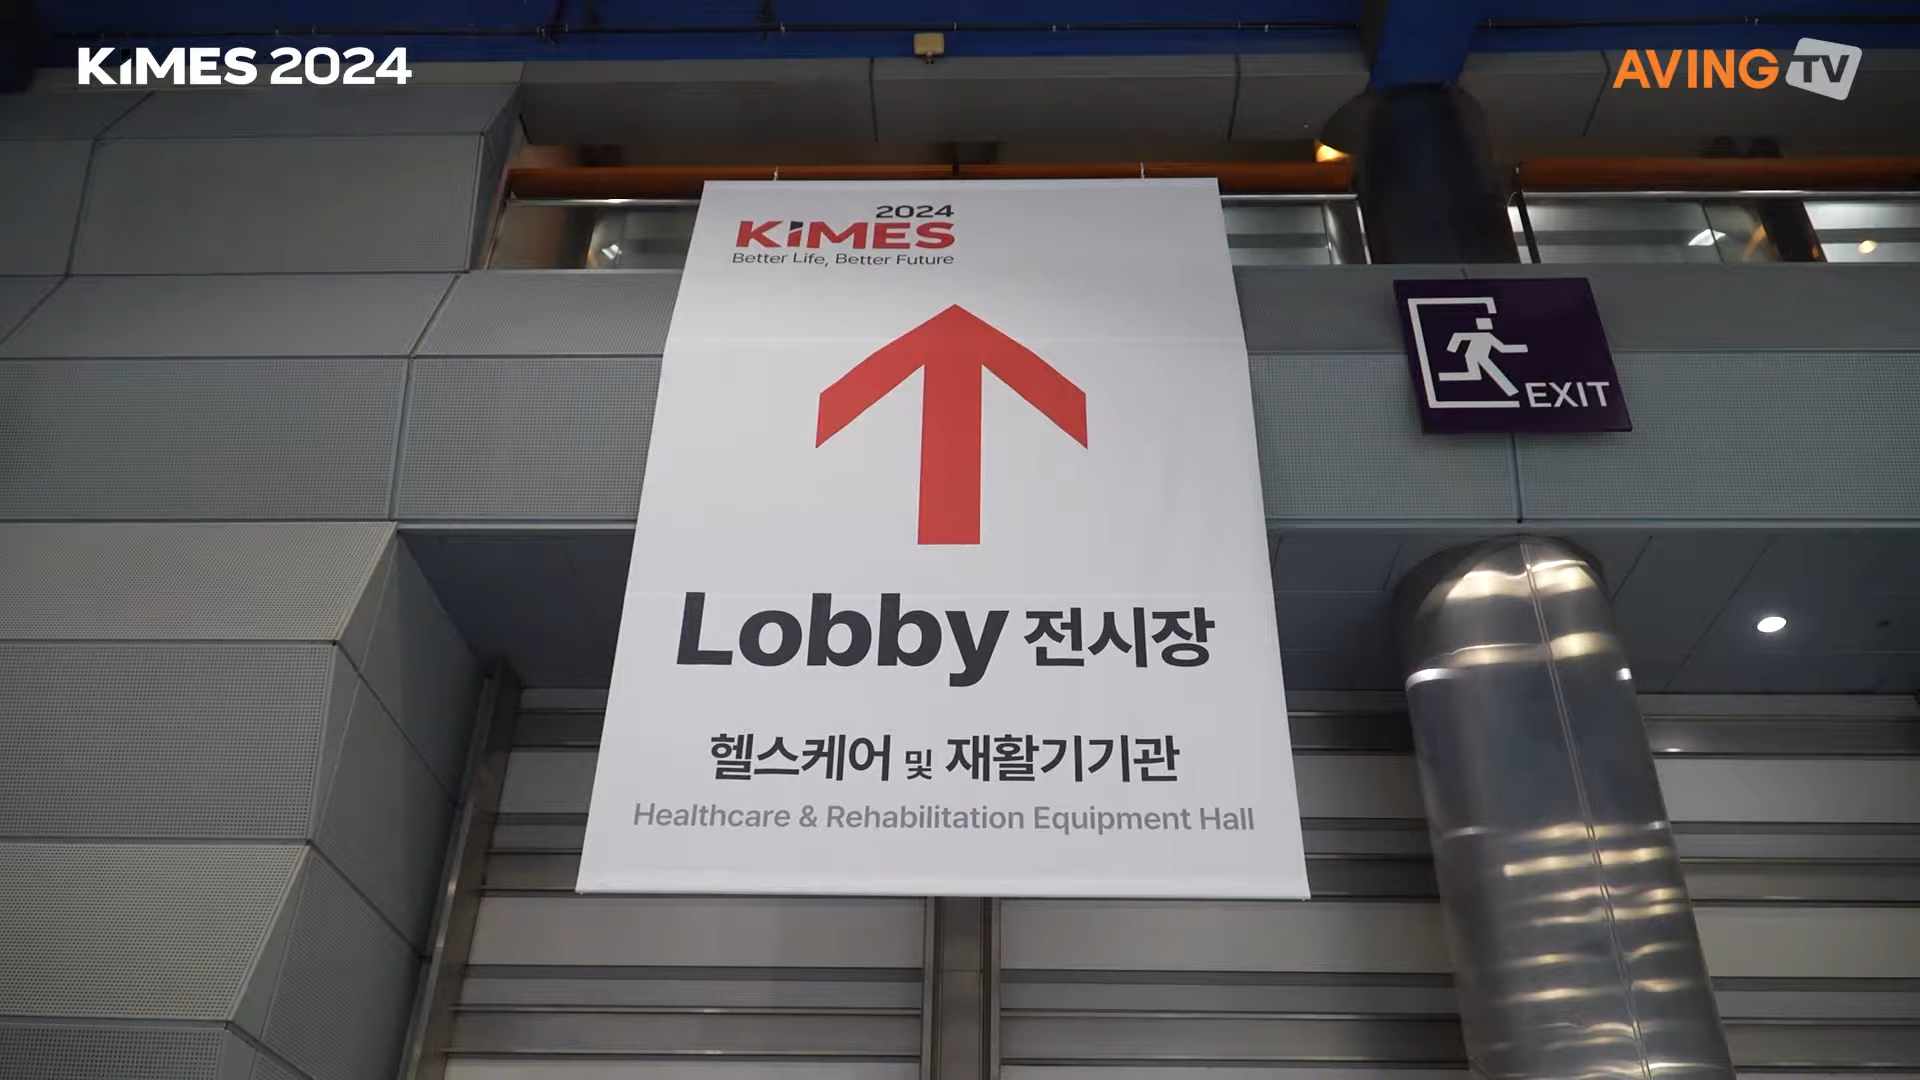 KIMES 2024
AVING TV
2024
KIMES
Better Life, Better Future
EXIT
Lobby 전시장
헬스케어 및 재활기기관
Healthcare & Rehabilitation Equipment Hall